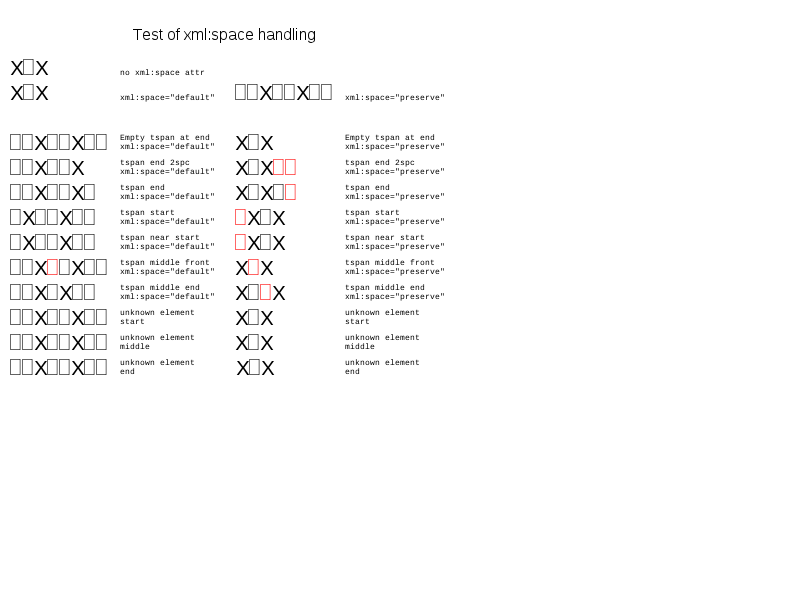 Test of xml:space handling
X□X no xml:space attr
X□X xml:space="default" □□X□□X□□ xml:space="preserve"
□□X□□X□□ Empty tspan at end X□X Empty tspan at end
xml:space="default" xml:space="preserve"
□□X□□X tspan end 2spc X□X□□ tspan end 2spc
xml:space="default" xml:space="preserve"
□□X□□X□ tspan end X□X□□ tspan end
xml:space="default" xml:space="preserve"
□X□□X□□ tspan start □X□X tspan start
xml:space="default" xml:space="preserve"
□X□□X□□ tspan near start □X□X tspan near start
xml:space="default" xml:space="preserve"
□□X□□X□□ tspan middle front X□X tspan middle front
xml:space="default" xml:space="preserve"
□□X□X□□ tspan middle end X□□X tspan middle end
xml:space="default" xml:space="preserve"
□□X□□X□□ unknown element X□X unknown element
start start
□□X□□X□□ unknown element X□X unknown element
middle middle
□□X□□X□□ unknown element X□X unknown element
end end